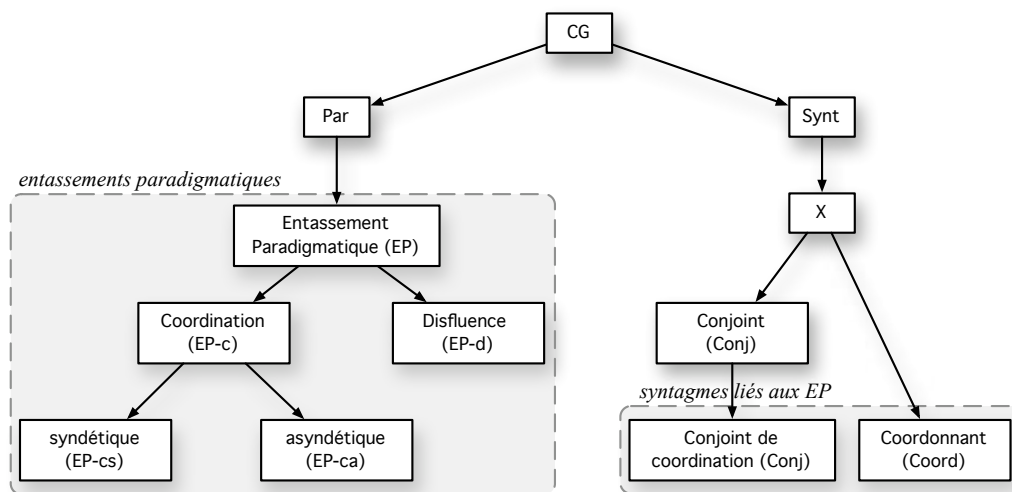 CG
Par
Synt
entassements paradigmatiques
Entassement
Paradigmatique (EP)
X
Coordination
(EP-c)
Disfluence
(EP-d)
Conjoint
(Conj)
syntagmes liés aux EP
syndétique
(EP-cs)
asyndétique
(EP-ca)
Conjoint de
coordination (Conj)
Coordonnant
(Coord)